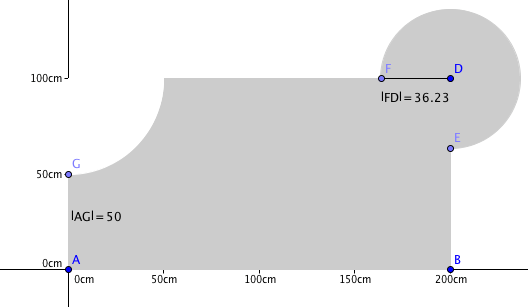 F
D
100cm
|FD|=36.23
E
G
50cm
|AG|=50
0cm
A
B
0cm
50cm
100cm
150cm
200cm